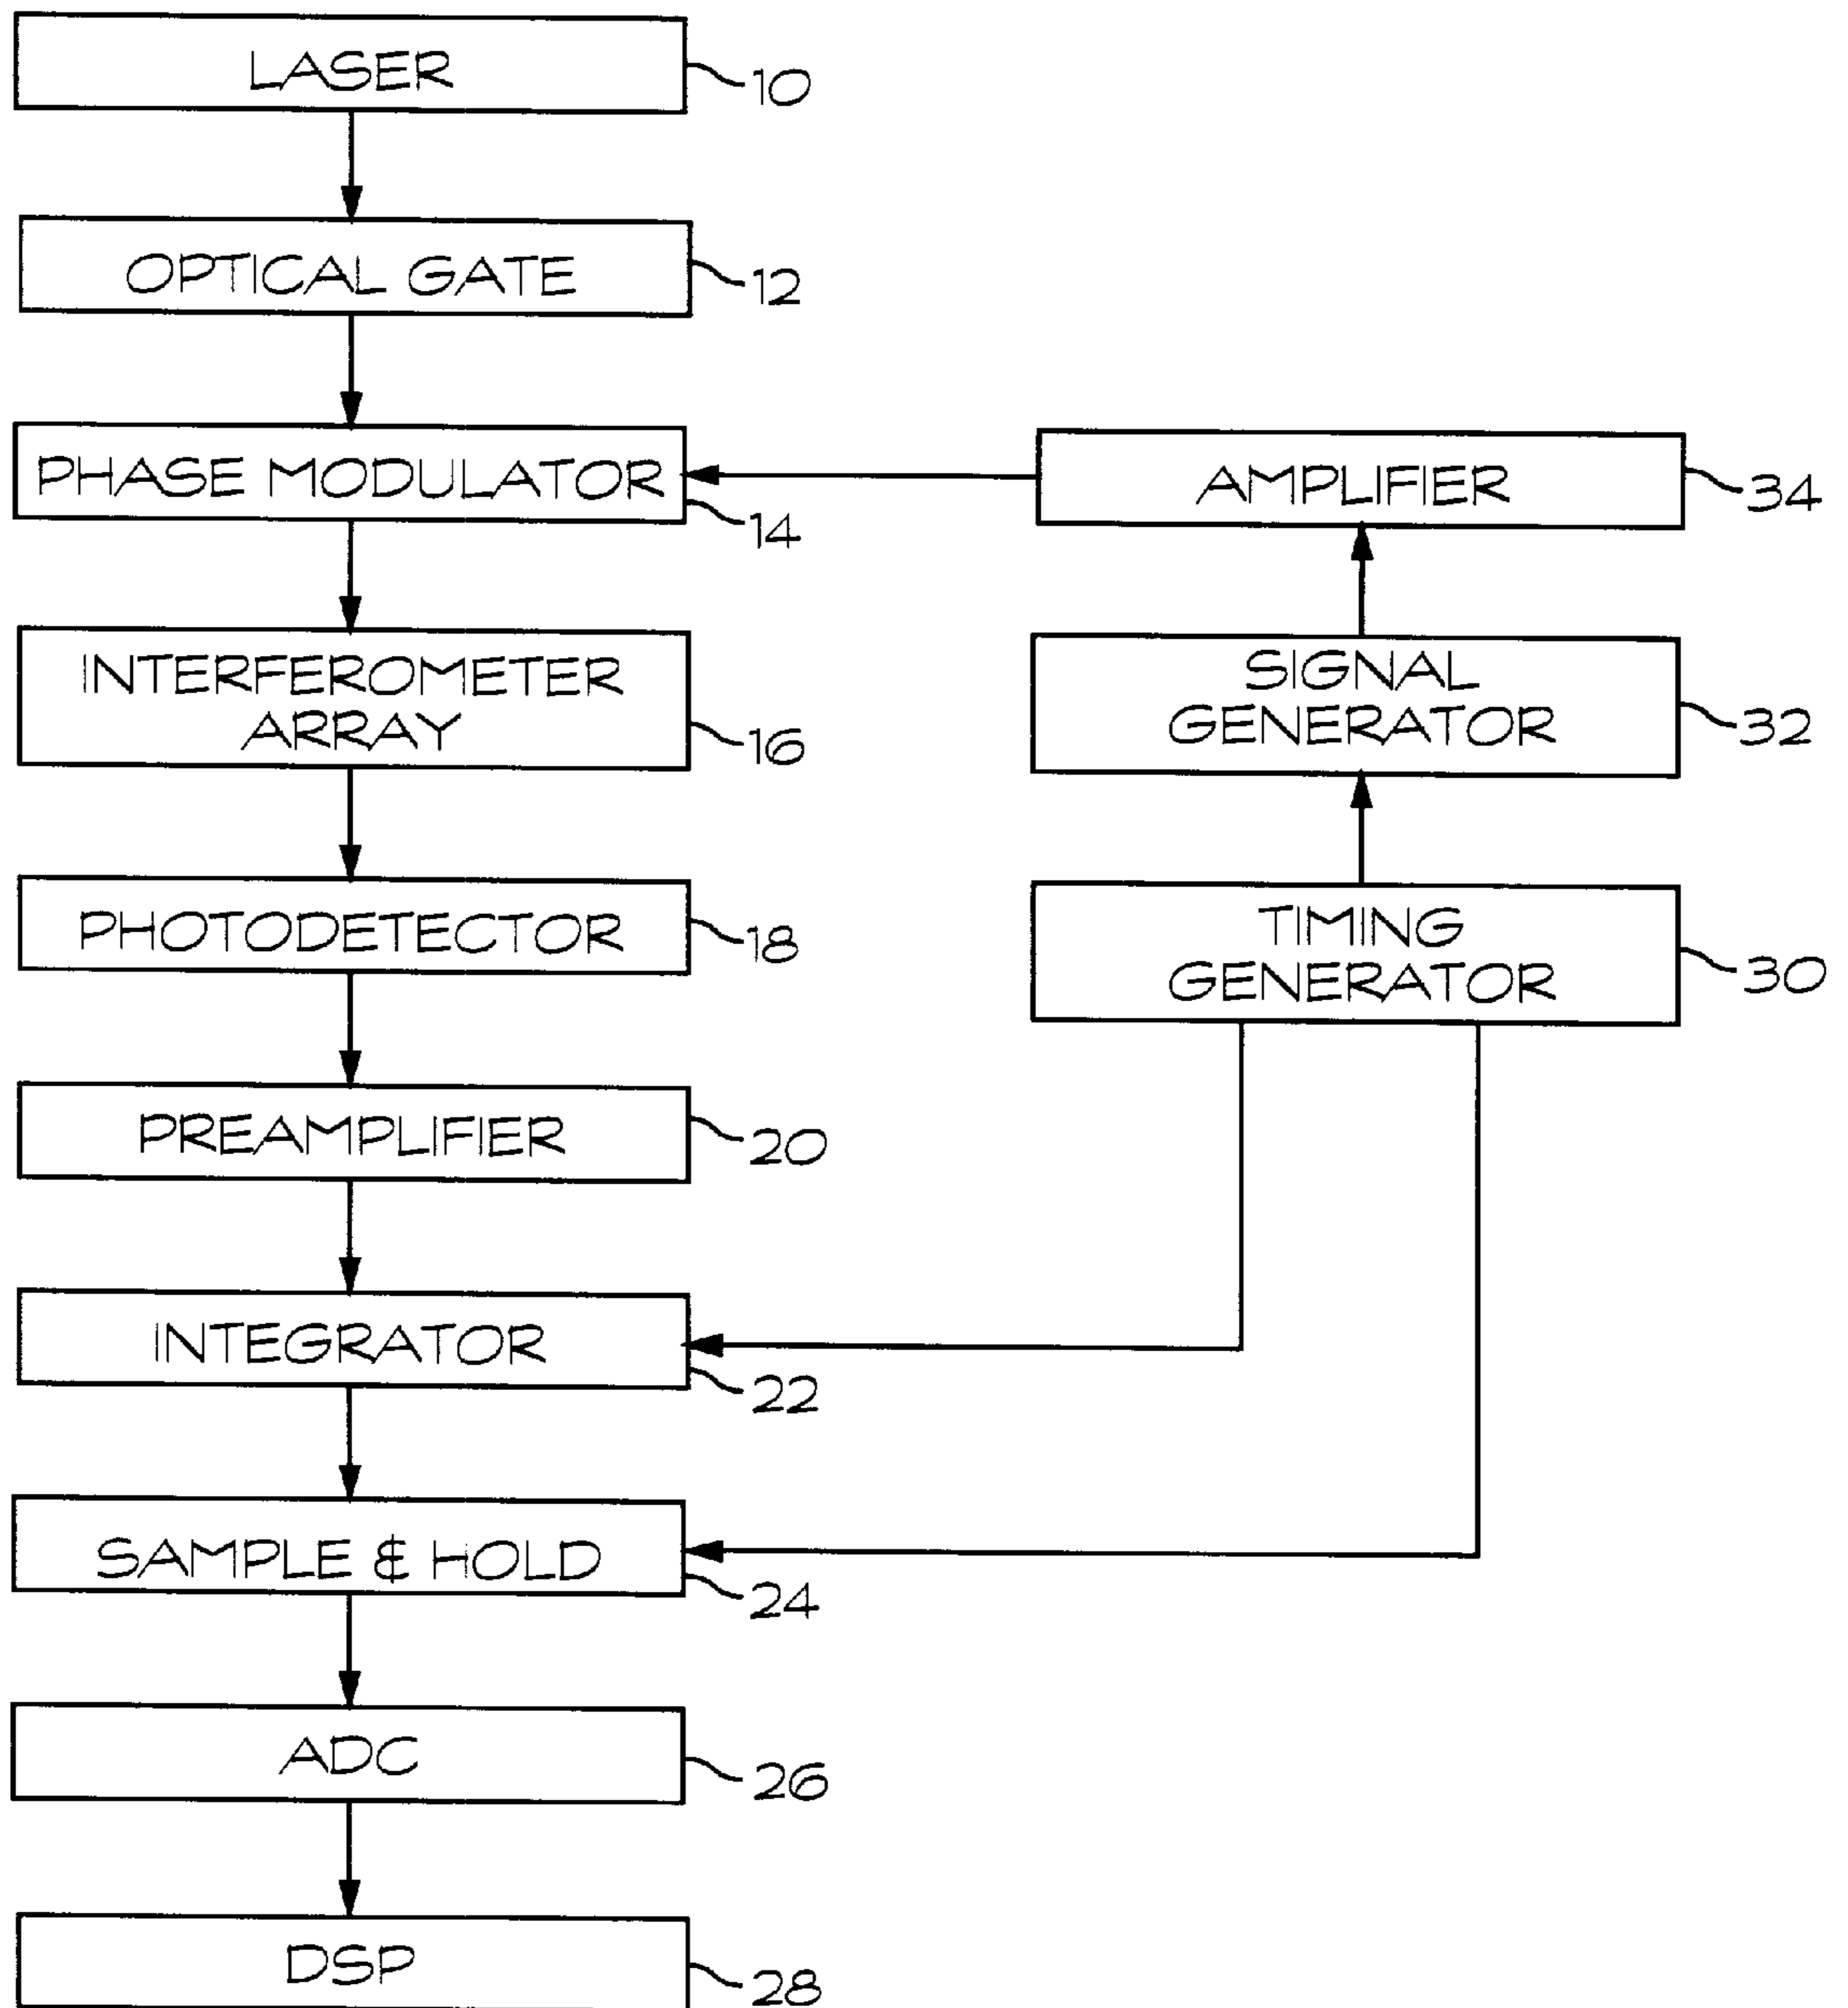 LASER
10
OPTICAL GATE
12
PHASE MODULATOR
14
AMPLIFIER
34
INTERFEROMETER
ARRAY
16
SIGNAL
GENERATOR
32
PHOTODETECTOR
18
TIMING
GENERATOR
30
PREAMPLIFIER
20
INTEGRATOR
22
SAMPLE & HOLD
24
ADC
26
DSP
28